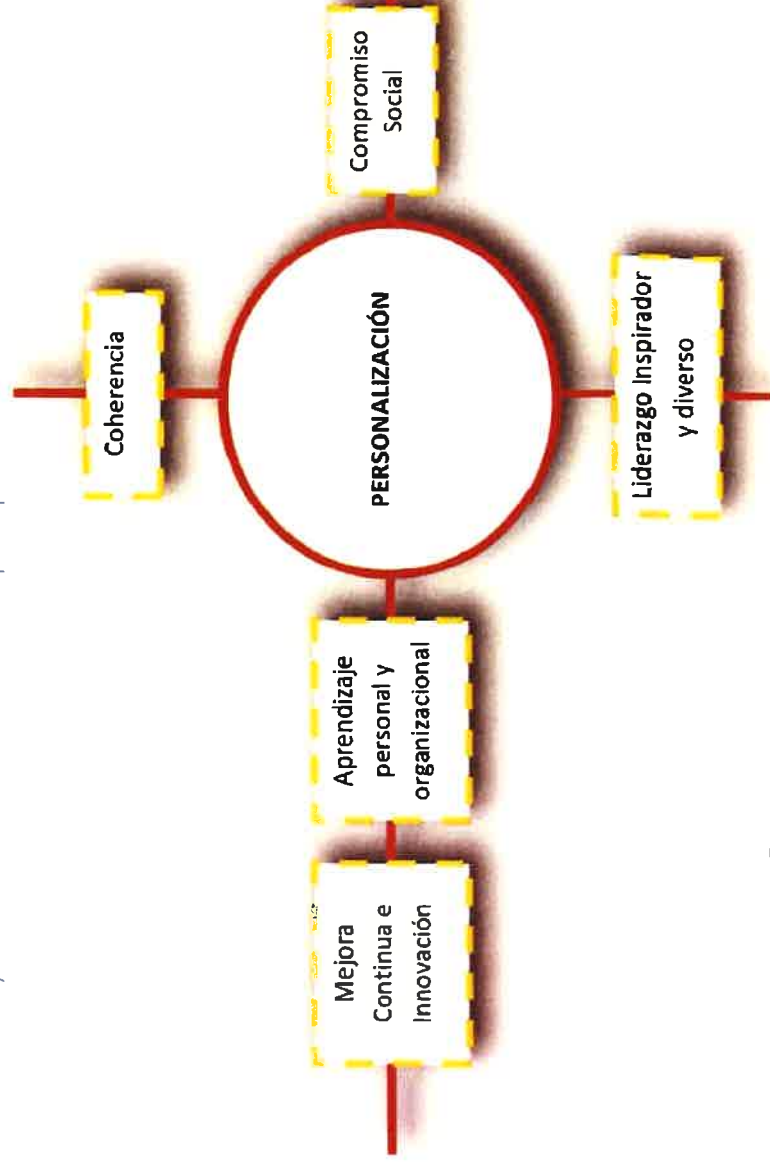 Mejora
Continua e
Innovación
Aprendizaje
personal y
organizacional
Liderazgo Inspirador
y diverso
PERSONALIZACIÓN
Coherencia
Compromiso
Social